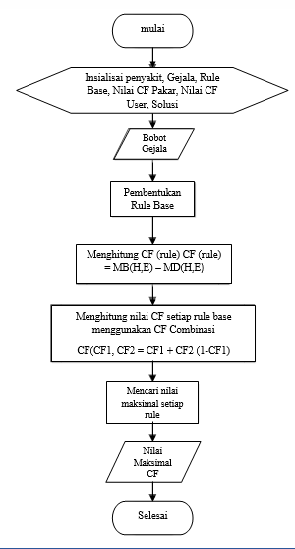 mulai
Insialisai penyakit, Gejala, Rule
Base, Nilai CF Pakar, Nilai CF
User, Solusi
Bobot
Gejala
Pembentukan
Rule Base
Menghitung CF (rule) CF (rule)
= MB(H,E) – MD(H,E)
Menghitung nilai CF setiap rule base
menggunakan CF Combinasi
CF(CF1, CF2 = CF1 + CF2 (1-CF1)
Mencari nilai
maksimal setiap
rule
Nilai
Maksimal
CF
Selesai